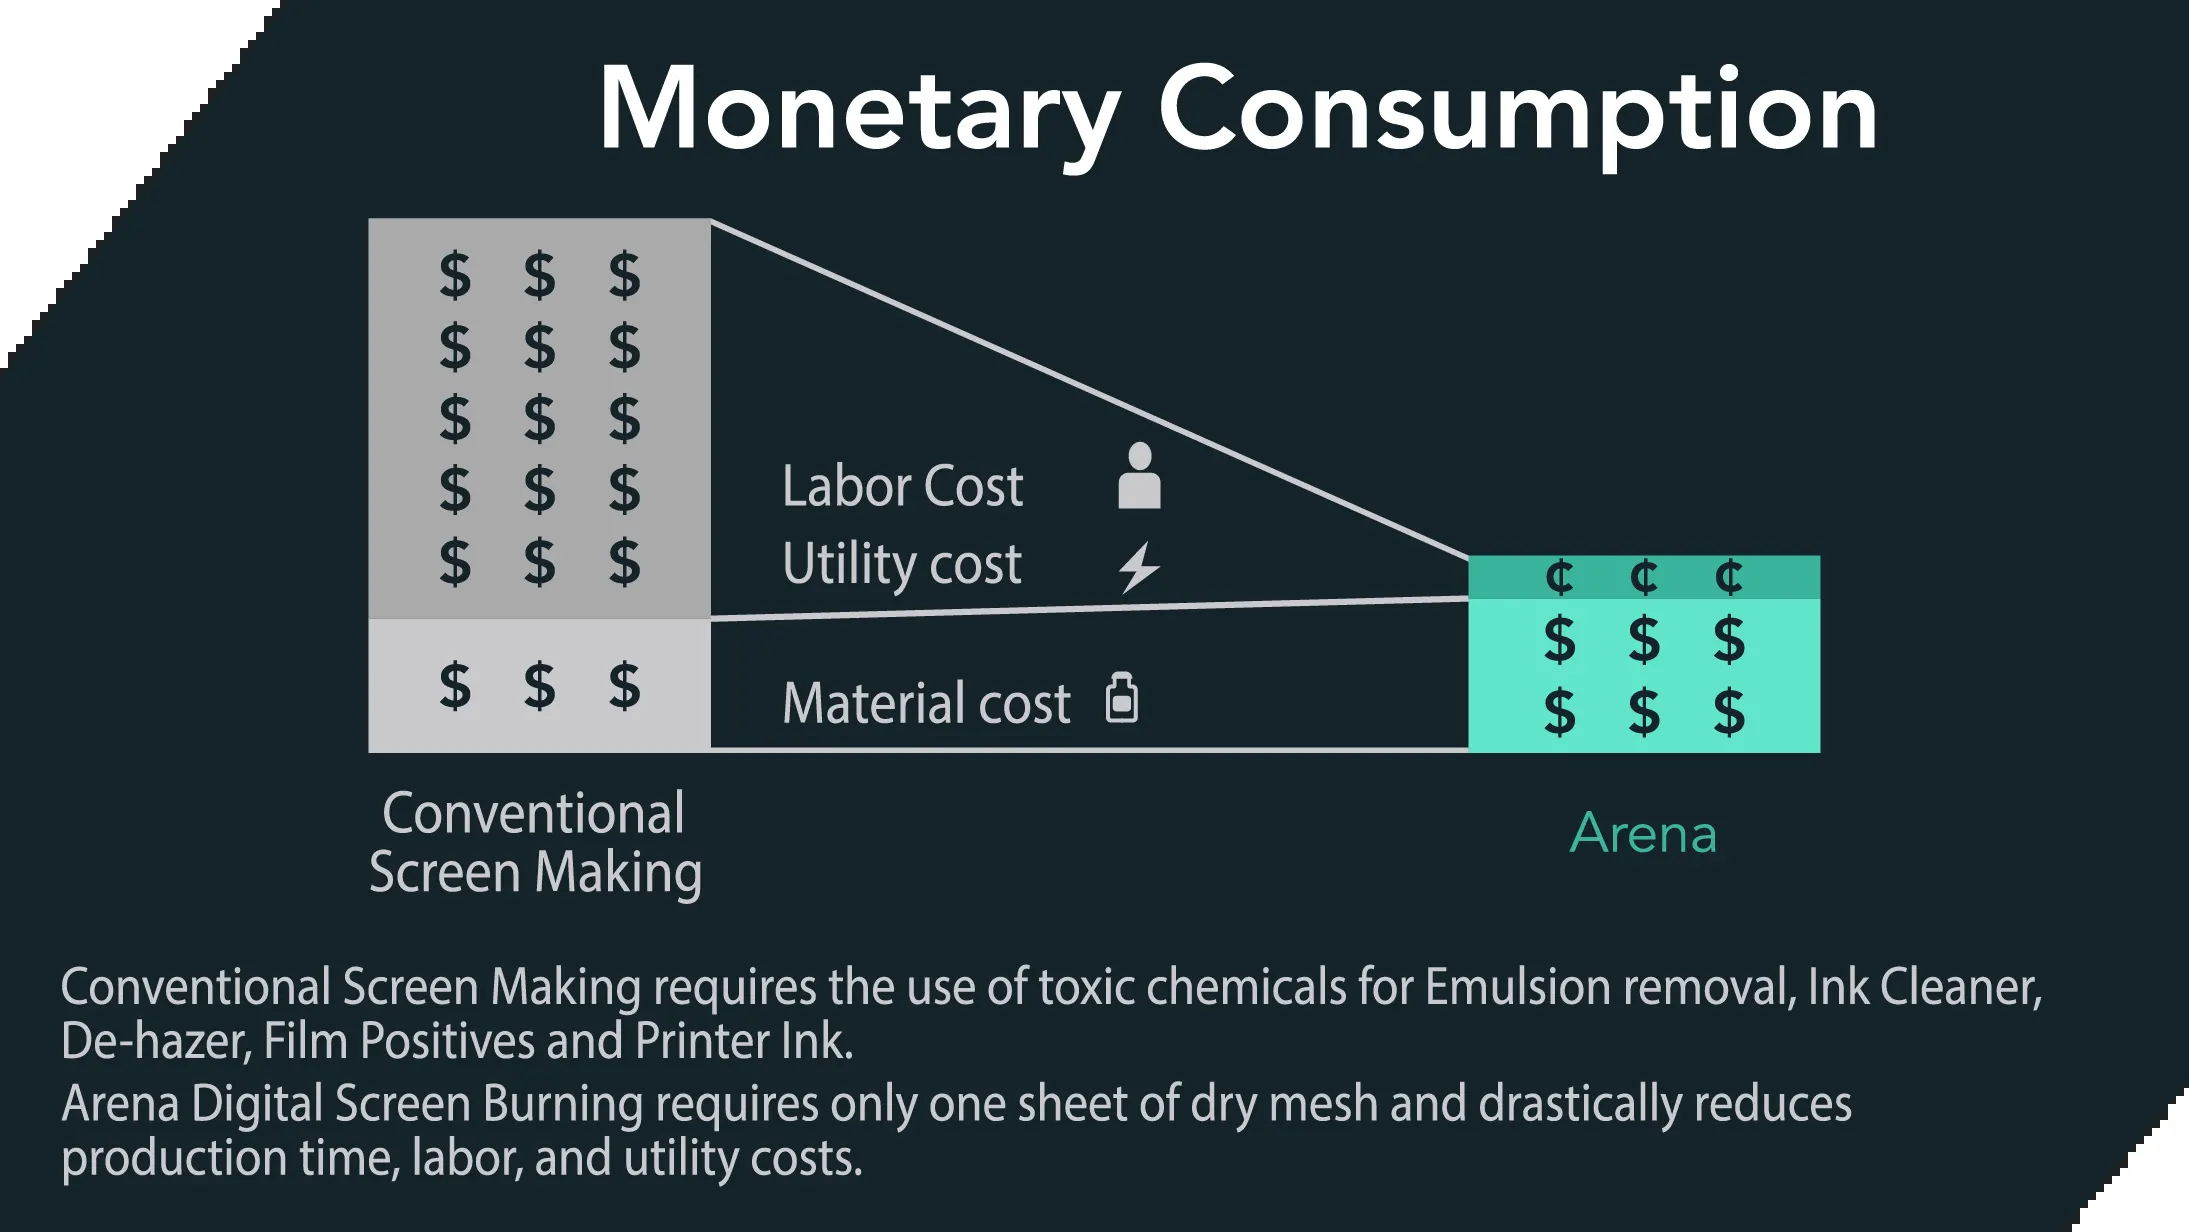 Monetary Consumption
$ $ $
$ $ $
$ $ $
$ $ $
$ $ $
$ $ $
Labor Cost
Utility cost
Material cost
¢ ¢ ¢
$ $ $
$ $ $
Conventional
Screen Making
Arena
Conventional Screen Making requires the use of toxic chemicals for Emulsion removal, Ink Cleaner,
De-hazer, Film Positives and Printer Ink.
Arena Digital Screen Burning requires only one sheet of dry mesh and drastically reduces
production time, labor, and utility costs.